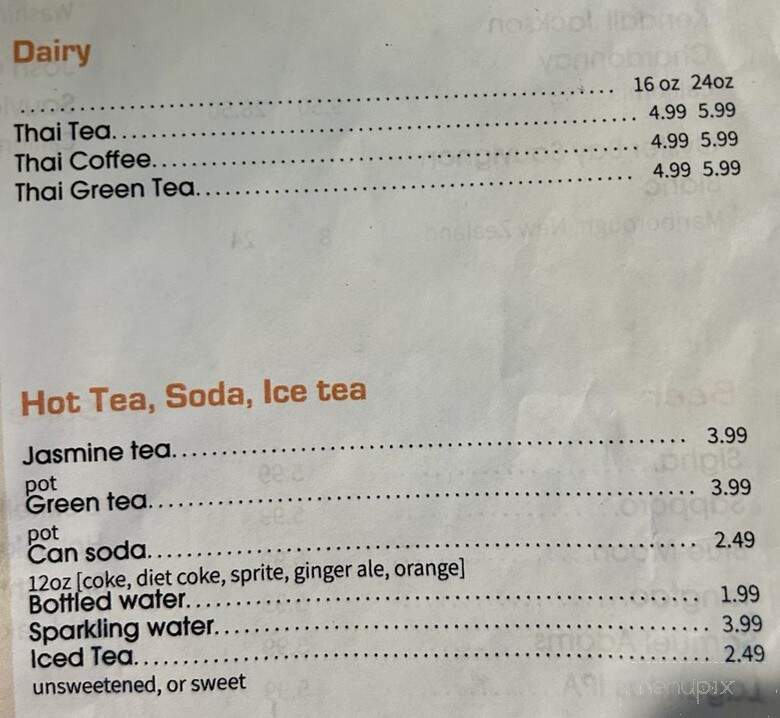 Dairy
........................................ 16 oz 24oz
Thai Tea........................................ 4.99 5.99
Thai Coffee........................................ 4.99 5.99
Thai Green Tea........................................ 4.99 5.99
Hot Tea, Soda, Ice tea
Jasmine tea........................................ 3.99
pot
Green tea........................................ 3.99
pot
Can soda........................................ 2.49
12oz [coke, diet coke, sprite, ginger ale, orange]
Bottled water........................................ 1.99
Sparkling water........................................ 3.99
Iced Tea........................................ 2.49
unsweetened, or sweet
menupix